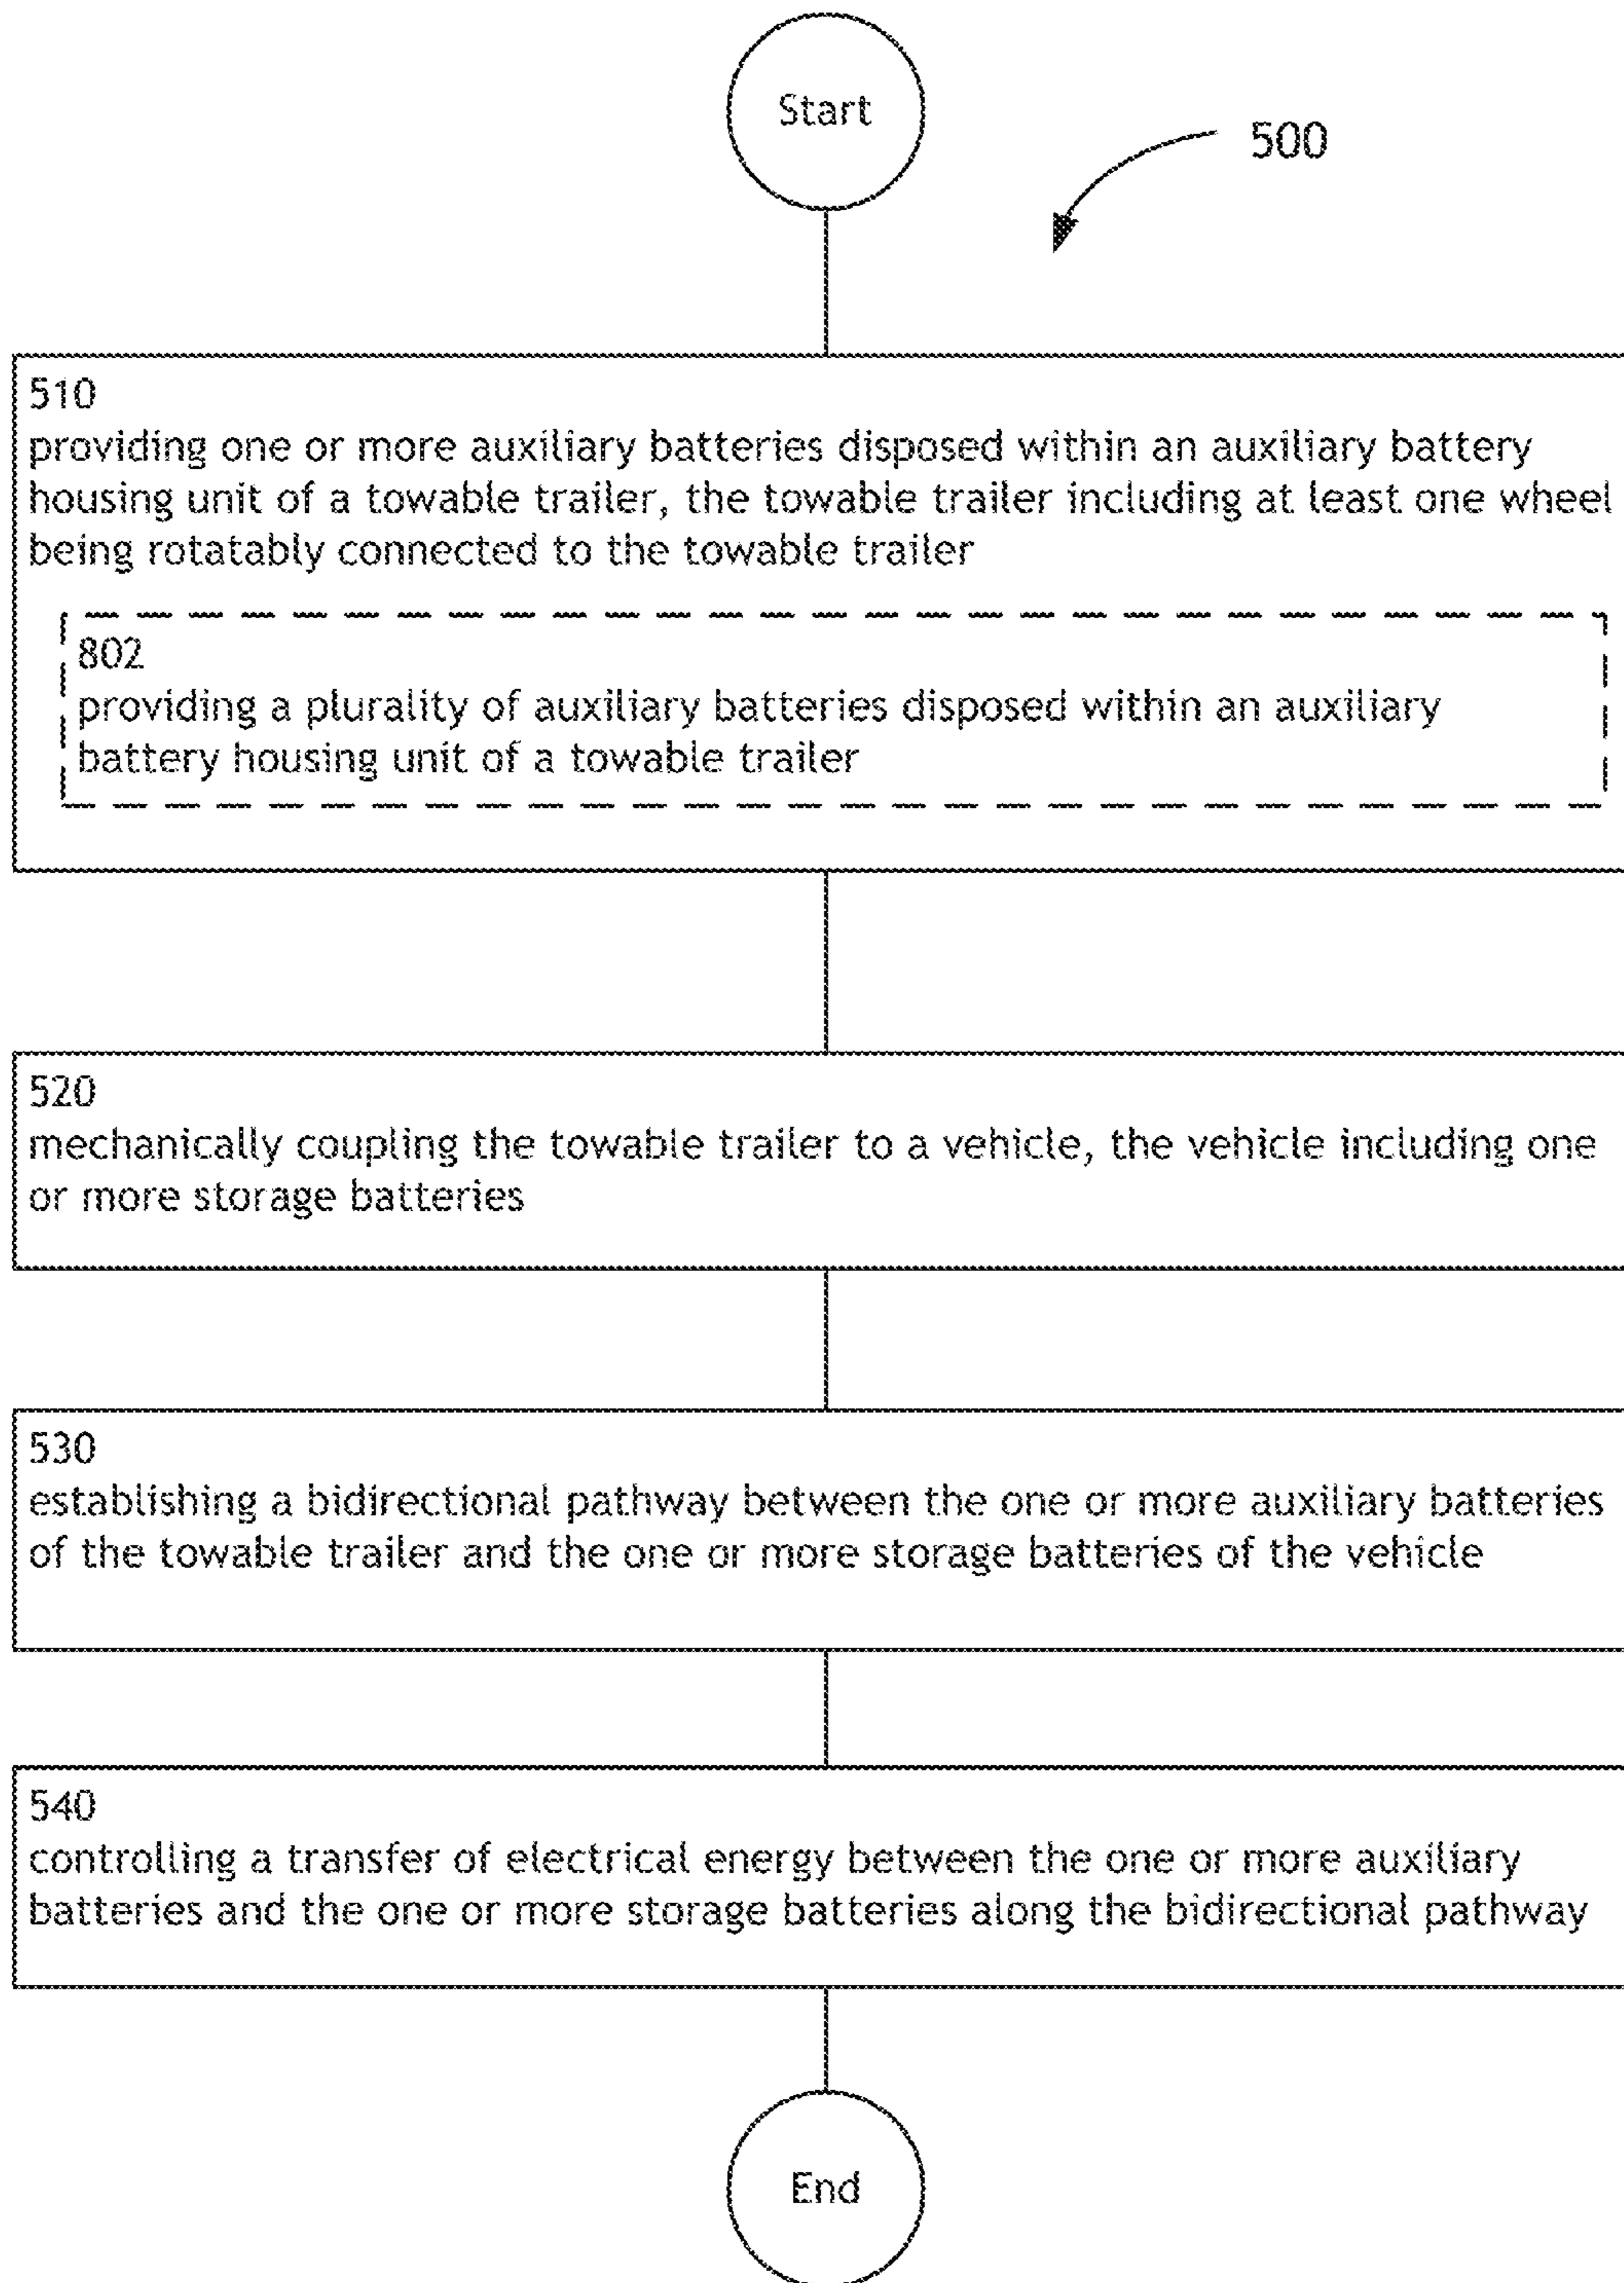 Start
500
510
providing one or more auxiliary batteries disposed within an auxiliary battery
housing unit of a towable trailer, the towable trailer including at least one wheel
being rotatably connected to the towable trailer
802
providing a plurality of auxiliary batteries disposed within an auxiliary
battery housing unit of a towable trailer
520
mechanically coupling the towable trailer to a vehicle, the vehicle including one
or more storage batteries
530
establishing a bidirectional pathway between the one or more auxiliary batteries
of the towable trailer and the one or more storage batteries of the vehicle
540
controlling a transfer of electrical energy between the one or more auxiliary
batteries and the one or more storage batteries along the bidirectional pathway
End